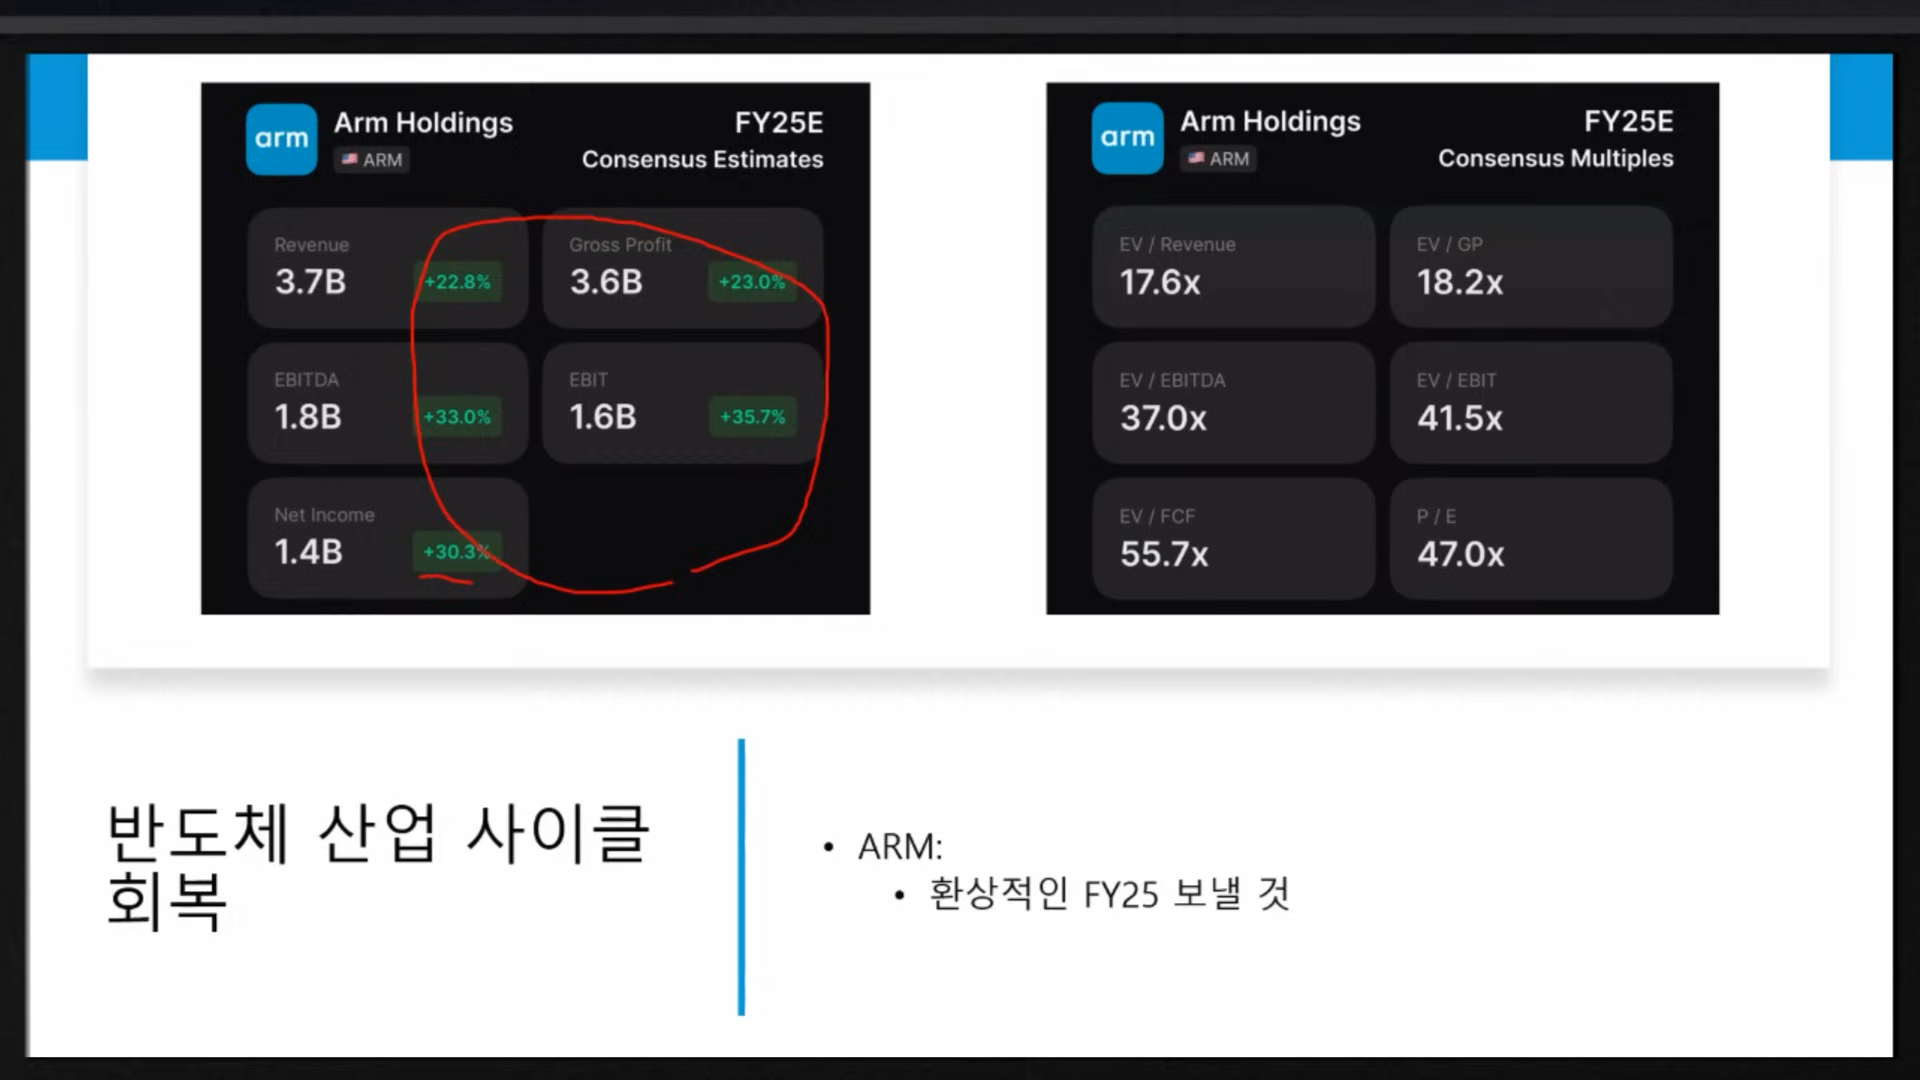 arm
Arm Holdings
ARM
FY25E
Consensus Estimates
Revenue
3.7B
+22.8%
Gross Profit
3.6B
+23.0%
EBITDA
1.8B
+33.0%
EBIT
1.6B
+35.7%
Net Income
1.4B
+30.3%
arm
Arm Holdings
ARM
FY25E
Consensus Multiples
EV / Revenue
17.6x
EV / GP
18.2x
EV / EBITDA
37.0x
EV / EBIT
41.5x
EV / FCF
55.7x
P / E
47.0x
반도체 산업 사이클
회복
• ARM:
• 환상적인 FY25 보낼 것